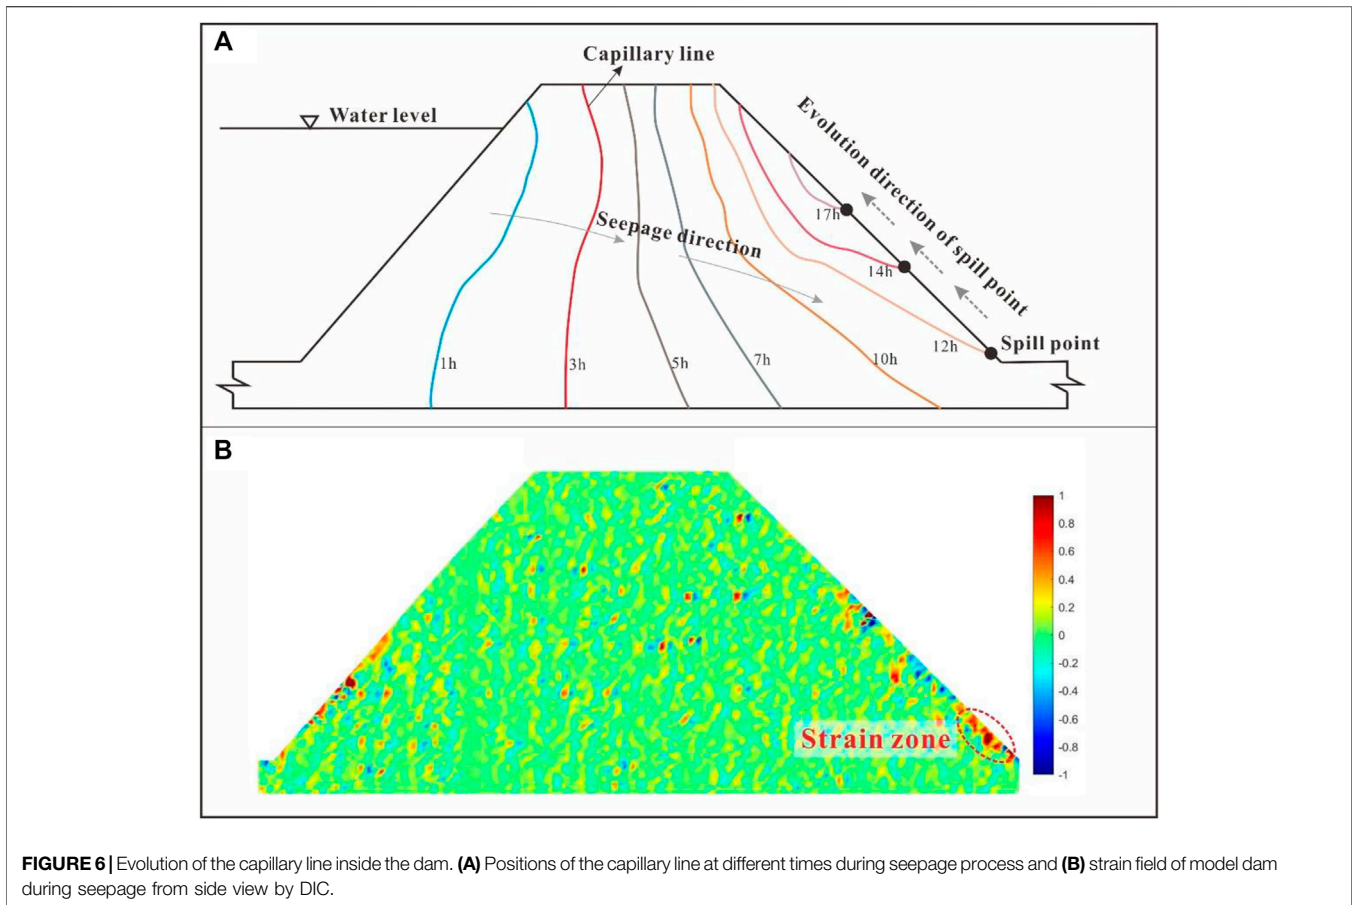 A
Capillary line
Water level
Evolution direction of spill point
Seepage direction
17h
14h
12h
Spill point
1h
3h
5h
7h
10h
B
1
0.8
0.6
0.4
0.2
0
-0.2
-0.4
-0.6
-0.8
-1
Strain zone
FIGURE 6 | Evolution of the capillary line inside the dam. (A) Positions of the capillary line at different times during seepage process and (B) strain field of model dam
during seepage from side view by DIC.